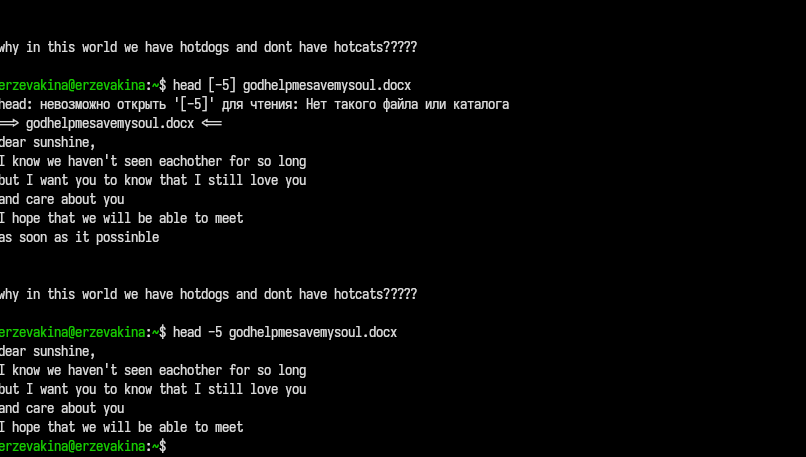 why in this world we have hotdogs and dont have hotcats?????
erzevakina@erzevakina:~$ head [-5] godhelpmesavemysoul.docx
head: невозможно открыть '[-5]' для чтения: Нет такого файла или каталога
==> godhelpmesavemysoul.docx <==
dear sunshine,
I know we haven't seen eachother for so long
but I want you to know that I still love you
and care about you
I hope that we will be able to meet
as soon as it possinble
why in this world we have hotdogs and dont have hotcats?????
erzevakina@erzevakina:~$ head -5 godhelpmesavemysoul.docx
dear sunshine,
I know we haven't seen eachother for so long
but I want you to know that I still love you
and care about you
I hope that we will be able to meet
erzevakina@erzevakina:~$